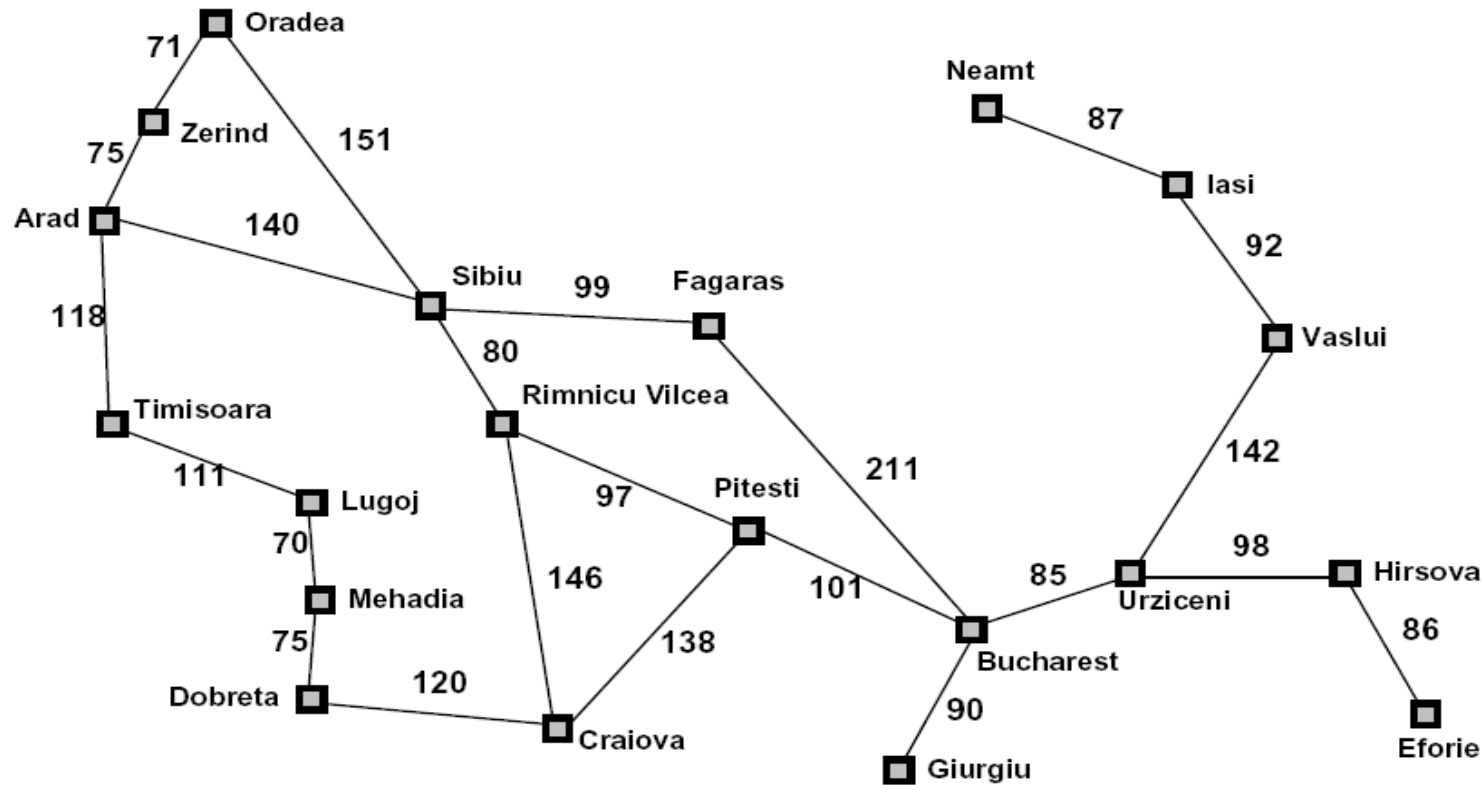 Oradea
71
Neamt
87
Zerind
151
75
Iasi
Arad
140
92
Sibiu
99
Fagaras
118
80
Vaslui
Rimnicu Vilcea
Timisoara
142
211
111
Pitesti
97
Lugoj
70
98
146
101
85
Hirsova
Urziceni
Mehadia
75
138
86
Bucharest
120
Dobreta
90
Craiova
Eforie
Giurgiu